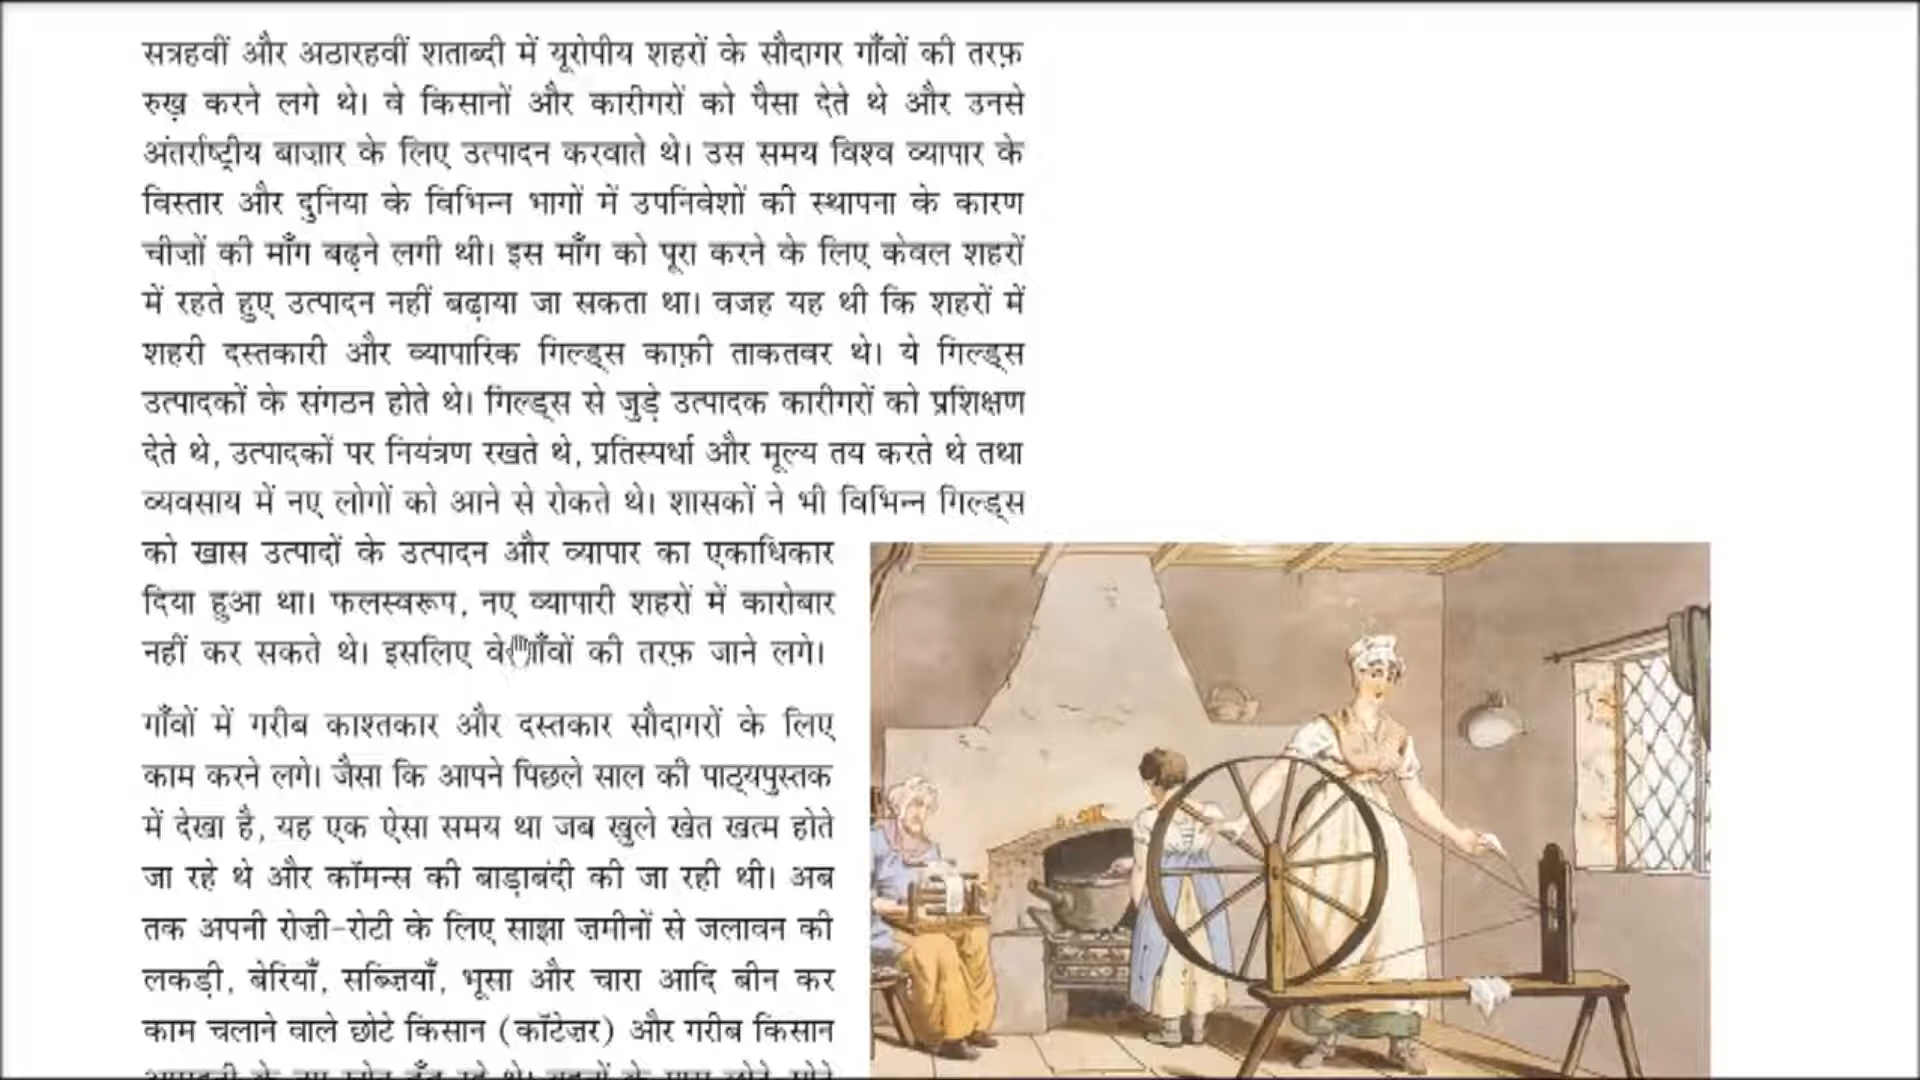 सत्रहवीं और अठारहवीं शताब्दी में यूरोपीय शहरों के सौदागर गाँवों की तरफ़
रुख़ करने लगे थे। वे किसानों और कारीगरों को पैसा देते थे और उनसे
अंतर्राष्ट्रीय बाज़ार के लिए उत्पादन करवाते थे। उस समय विश्व व्यापार के
विस्तार और दुनिया के विभिन्न भागों में उपनिवेशों की स्थापना के कारण
चीज़ों की माँग बढ़ने लगी थी। इस माँग को पूरा करने के लिए केवल शहरों
में रहते हुए उत्पादन नहीं बढ़ाया जा सकता था। वजह यह थी कि शहरों में
शहरी दस्तकारी और व्यापारिक गिल्ड्स काफ़ी ताकतवर थे। ये गिल्ड्स
उत्पादकों के संगठन होते थे। गिल्ड्स से जुड़े उत्पादक कारीगरों को प्रशिक्षण
देते थे, उत्पादकों पर नियंत्रण रखते थे, प्रतिस्पर्धा और मूल्य तय करते थे तथा
व्यवसाय में नए लोगों को आने से रोकते थे। शासकों ने भी विभिन्न गिल्ड्स
को खास उत्पादों के उत्पादन और व्यापार का एकाधिकार
दिया हुआ था। फलस्वरूप, नए व्यापारी शहरों में कारोबार
नहीं कर सकते थे। इसलिए वे गाँवों की तरफ़ जाने लगे।
गाँवों में गरीब काश्तकार और दस्तकार सौदागरों के लिए
काम करने लगे। जैसा कि आपने पिछले साल की पाठ्यपुस्तक
में देखा है, यह एक ऐसा समय था जब खुले खेत खत्म होते
जा रहे थे और कॉमन्स की बाड़ाबंदी की जा रही थी। अब
तक अपनी रोज़ी-रोटी के लिए साझा ज़मीनों से जलावन की
लकड़ी, बेरियाँ, सब्ज़ियाँ, भूसा और चारा आदि बीन कर
काम चलाने वाले छोटे किसान (कॉटेज़र) और गरीब किसान